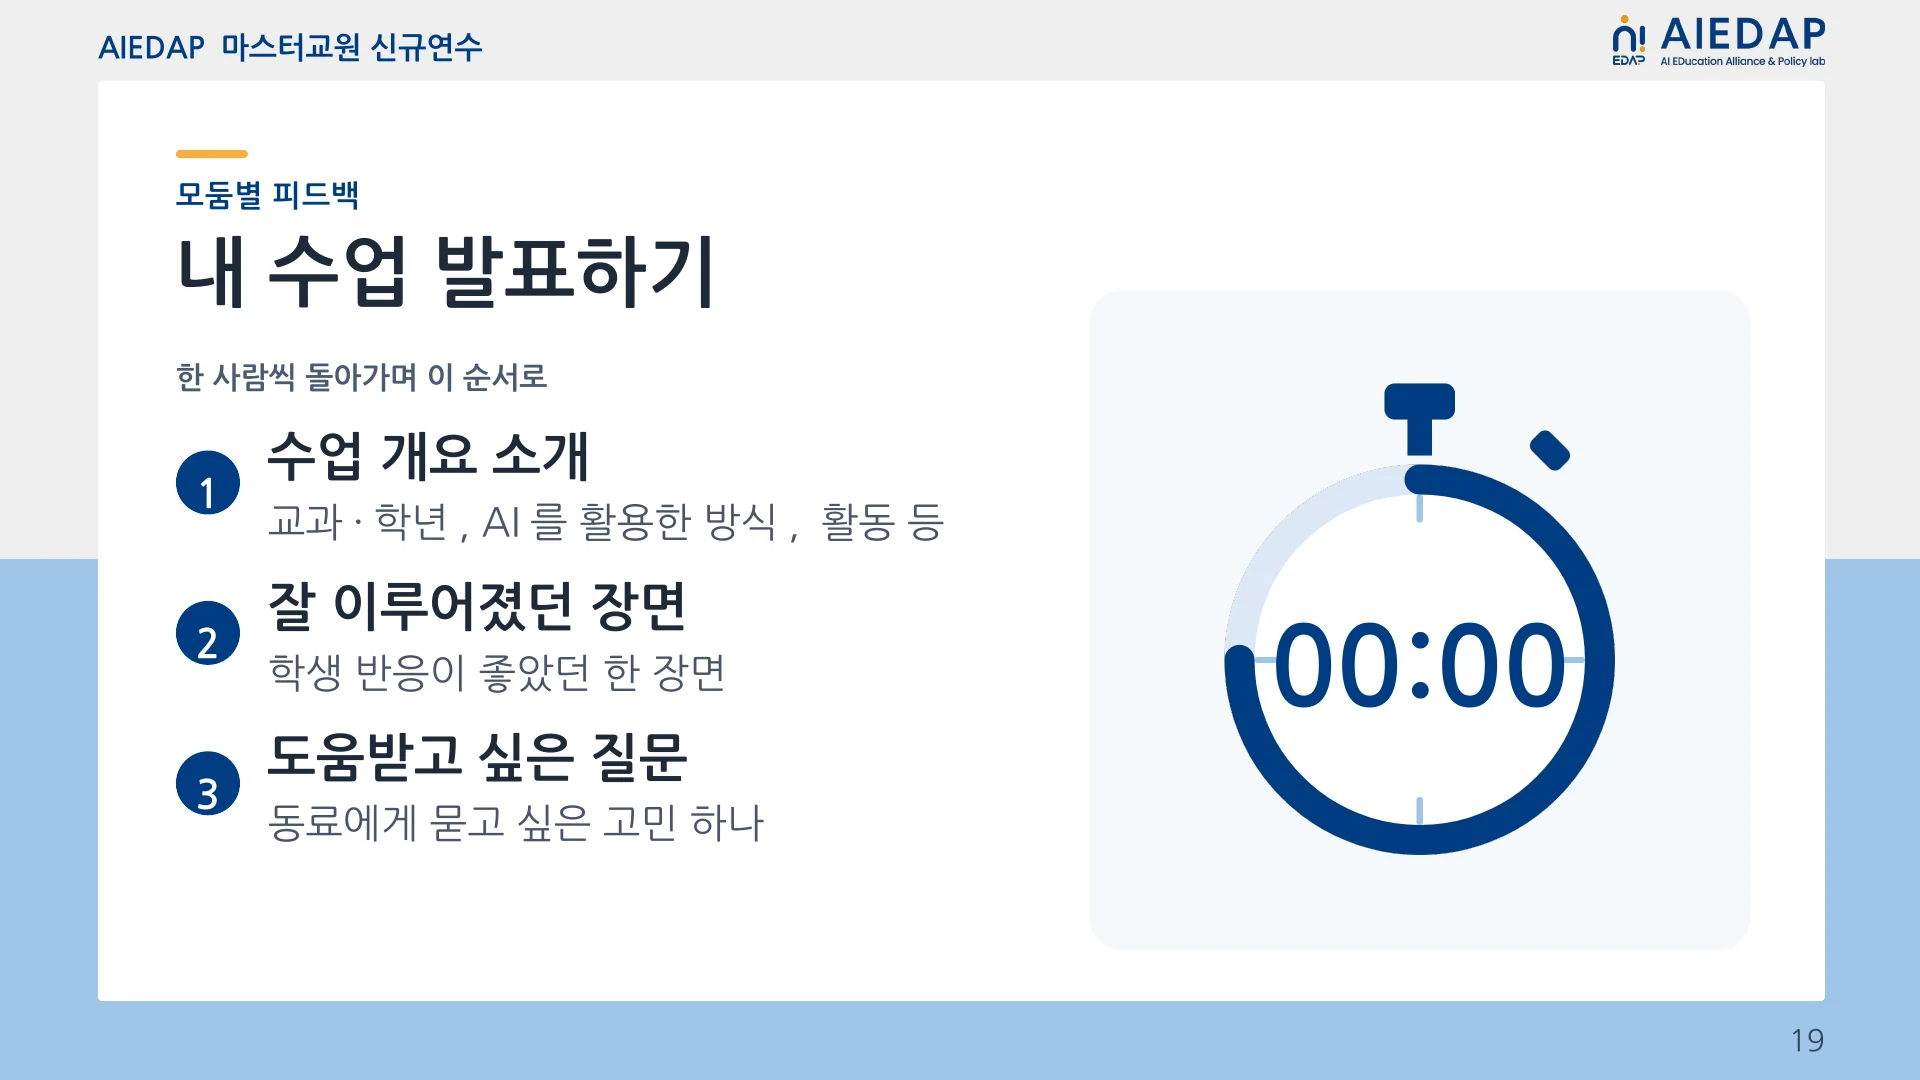 AIEDAP 마스터교원 신규연수
AIEDAP
EDAP
AI EDucation Alliance & Policy lab
모둠별 피드백
내 수업 발표하기
한 사람씩 돌아가며 이 순서로
1
수업 개요 소개
교과 · 학년 , AI 를 활용한 방식 , 활동 등
2
잘 이루어졌던 장면
학생 반응이 좋았던 한 장면
3
도움받고 싶은 질문
동료에게 묻고 싶은 고민 하나
00:00
19